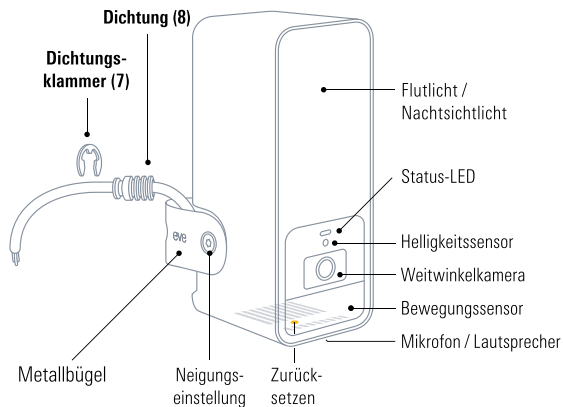 Dichtung (8)
Dichtungs-
klammer (7)
Flutlicht /
Nachtsichtlicht
Status-LED
Helligkeitssensor
Weitwinkelkamera
Bewegungssensor
Mikrofon / Lautsprecher
eve
Metallbügel
Neigungs-
einstellung
Zurück-
setzen